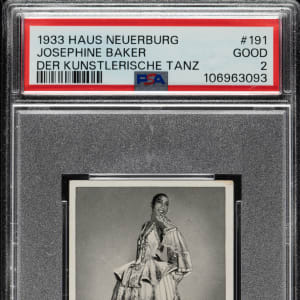 1933 HAUS NEUERBURG #191
JOSEPHINE BAKER GOOD
DER KUNSTLERISCHE TANZ 2
PSA 106963093